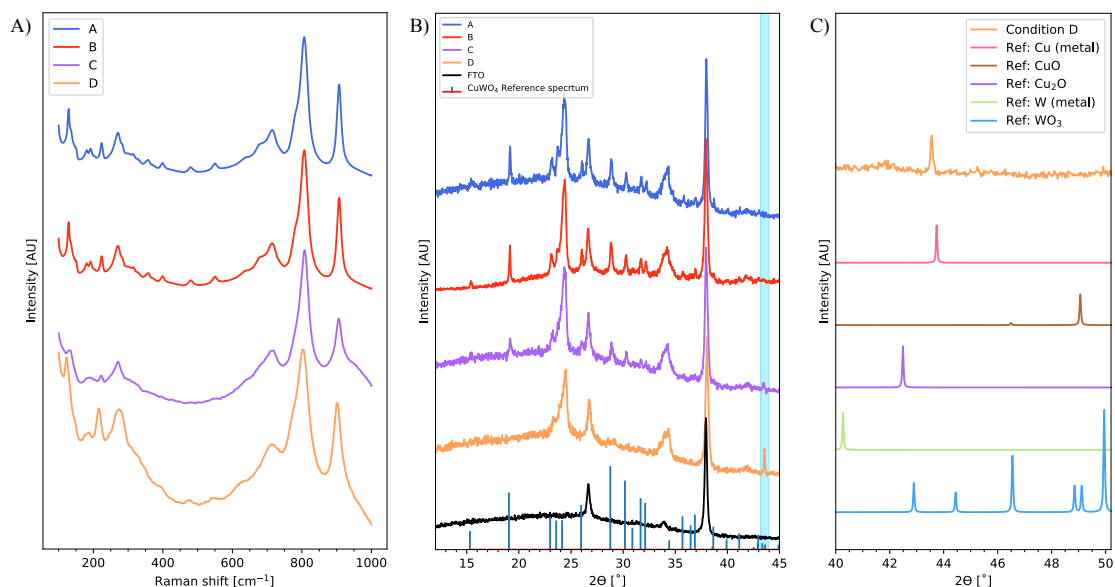 A)
A
B
C
D
Intensity [AU]
200
400
600
800
1000
Raman shift [cm⁻¹]
B)
A
B
C
D
FTO
CuWO₄ Reference specrtum
Intensity [AU]
15
20
25
30
35
40
45
2Θ [˚]
C)
Condition D
Ref: Cu (metal)
Ref: CuO
Ref: Cu₂O
Ref: W (metal)
Ref: WO₃
Intensity [AU]
40
42
44
46
48
50
2Θ [˚]